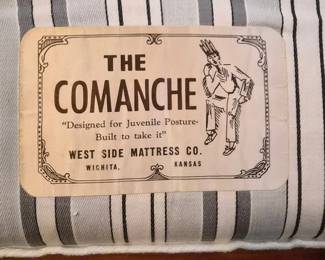 THE
COMANCHE
“Designed for Juvenile Posture-
Built to take it”
WEST SIDE MATTRESS CO.
WICHITA, KANSAS